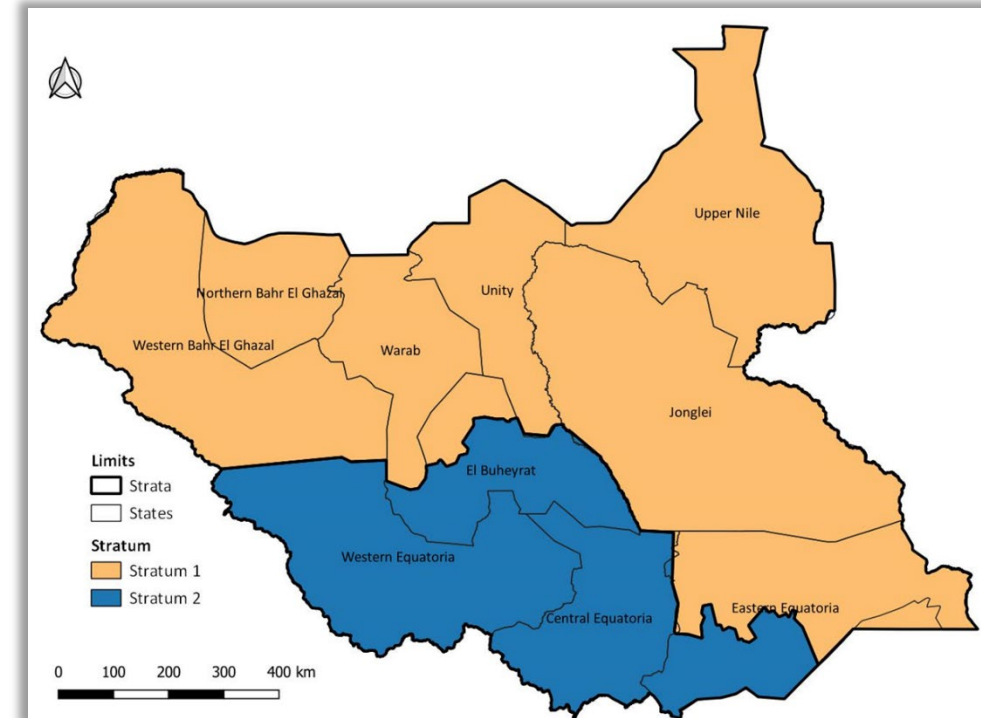 Upper Nile
Northern Bahr El Ghazal
Unity
Western Bahr El Ghazal
Warab
Jonglei
El Buheyrat
Western Equatoria
Eastern Equatoria
Central Equatoria
Limits
Strata
States
Stratum
Stratum 1
Stratum 2
0 100 200 300 400 km